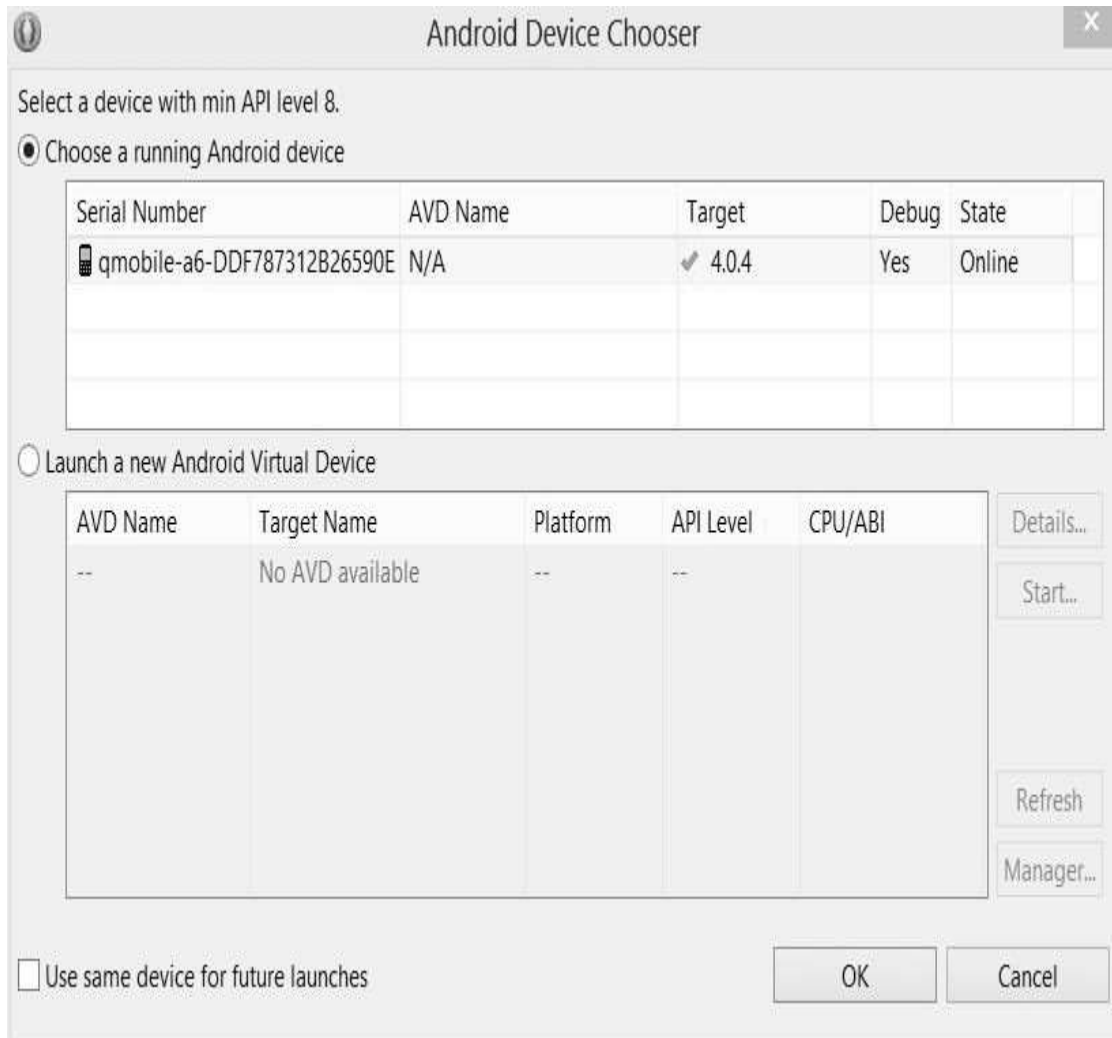 Android Device Chooser
X
Select a device with min API level 8.
Choose a running Android device
Serial Number AVD Name Target Debug State
qmobile-a6-DDF787312B26590E N/A 4.0.4 Yes Online
Launch a new Android Virtual Device
AVD Name Target Name Platform API Level CPU/ABI
-- No AVD available -- --
Details...
Start...
Refresh
Manager...
Use same device for future launches
OK Cancel